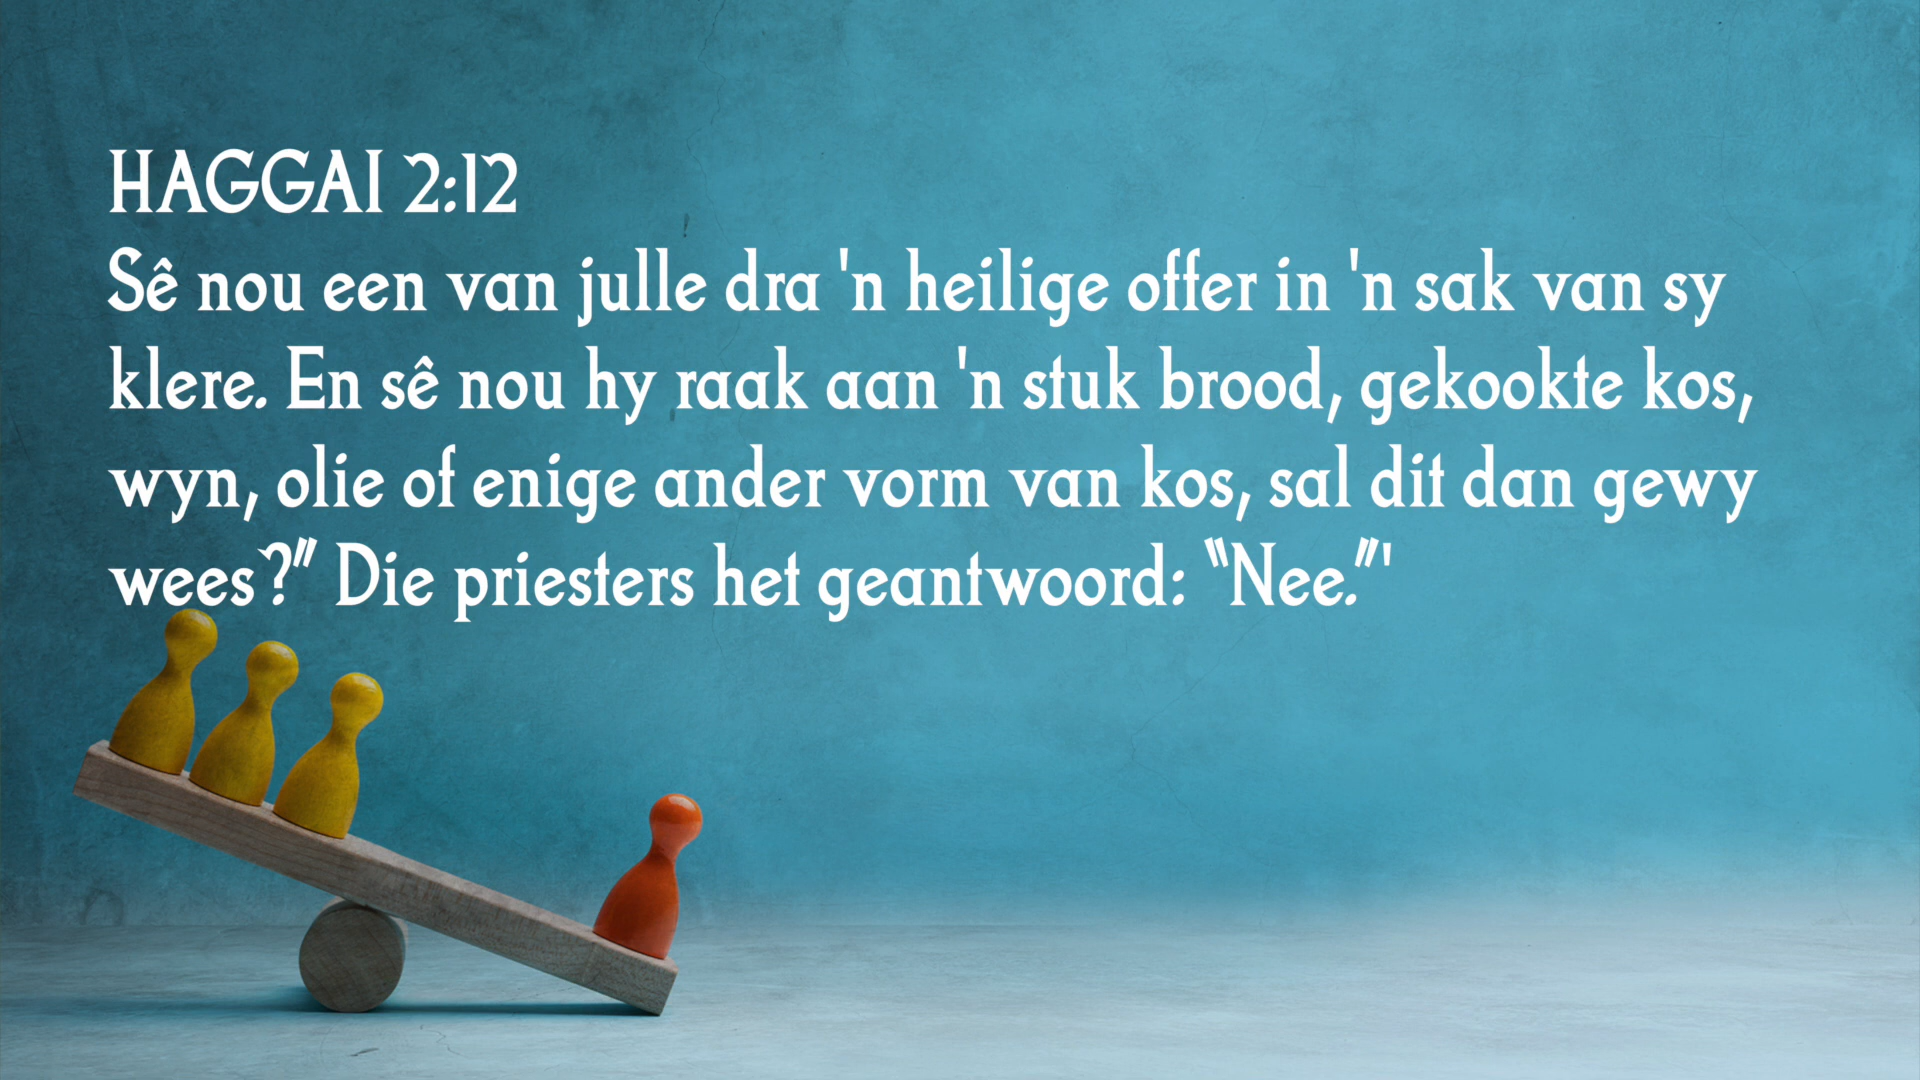 HAGGAI 2:12
Sê nou een van julle dra 'n heilige offer in 'n sak van sy
klere. En sê nou hy raak aan 'n stuk brood, gekookte kos,
wyn, olie of enige ander vorm van kos, sal dit dan gewy
wees?” Die priesters het geantwoord: “Nee.”'